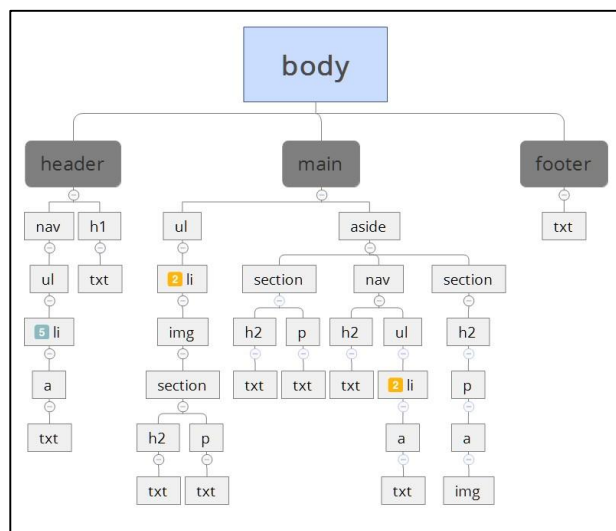 body
header main footer
nav h1 ul aside txt
ul txt 2 li section nav section
5 li img h2 p h2 ul h2
a section txt txt txt 2 li p
txt h2 p a a
txt txt txt img